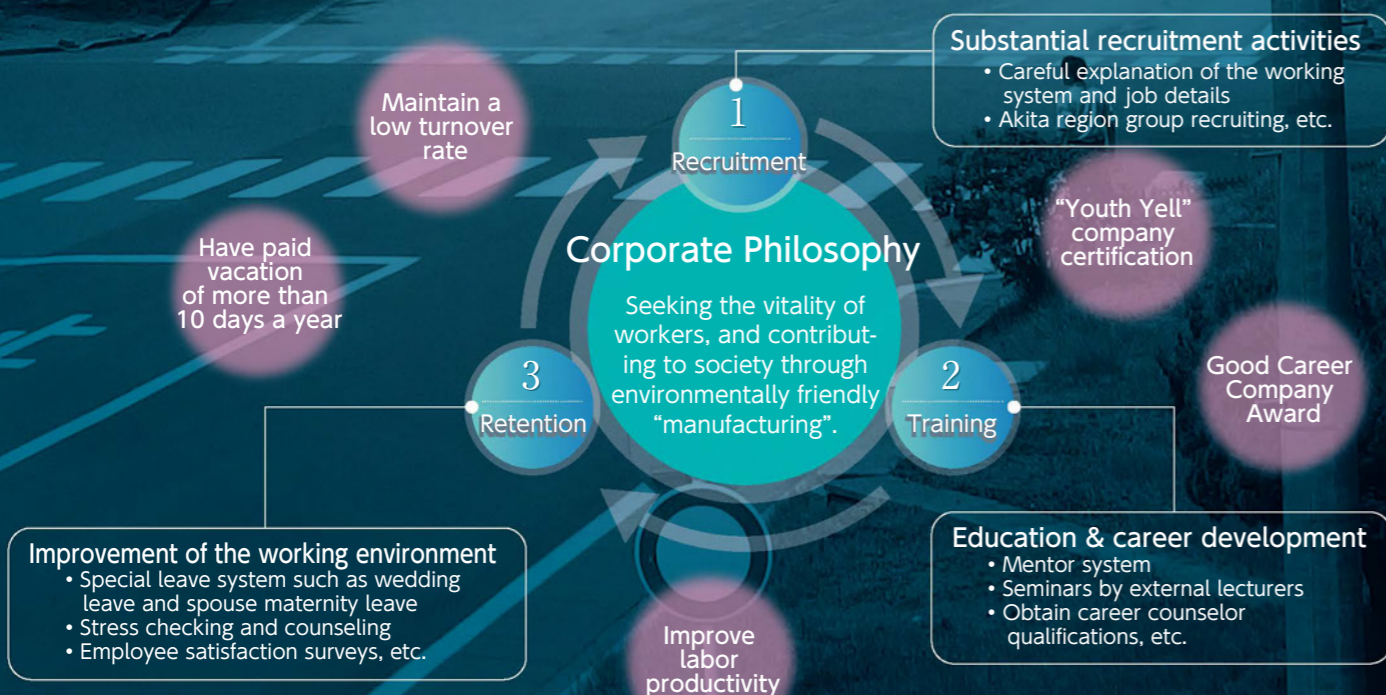 Substantial recruitment activities
• Careful explanation of the working
system and job details
• Akita region group recruiting, etc.
Maintain a
low turnover
rate
1
Recruitment
"Youth Yell"
company
certification
Have paid
vacation
of more than
10 days a year
Corporate Philosophy
Seeking the vitality of
workers, and contribut-
ing to society through
environmentally friendly
"manufacturing".
Good Career
Company
Award
3
Retention
2
Training
Improvement of the working environment
• Special leave system such as wedding
leave and spouse maternity leave
• Stress checking and counseling
• Employee satisfaction surveys, etc.
Education & career development
• Mentor system
• Seminars by external lecturers
• Obtain career counselor
qualifications, etc.
Improve
labor
productivity